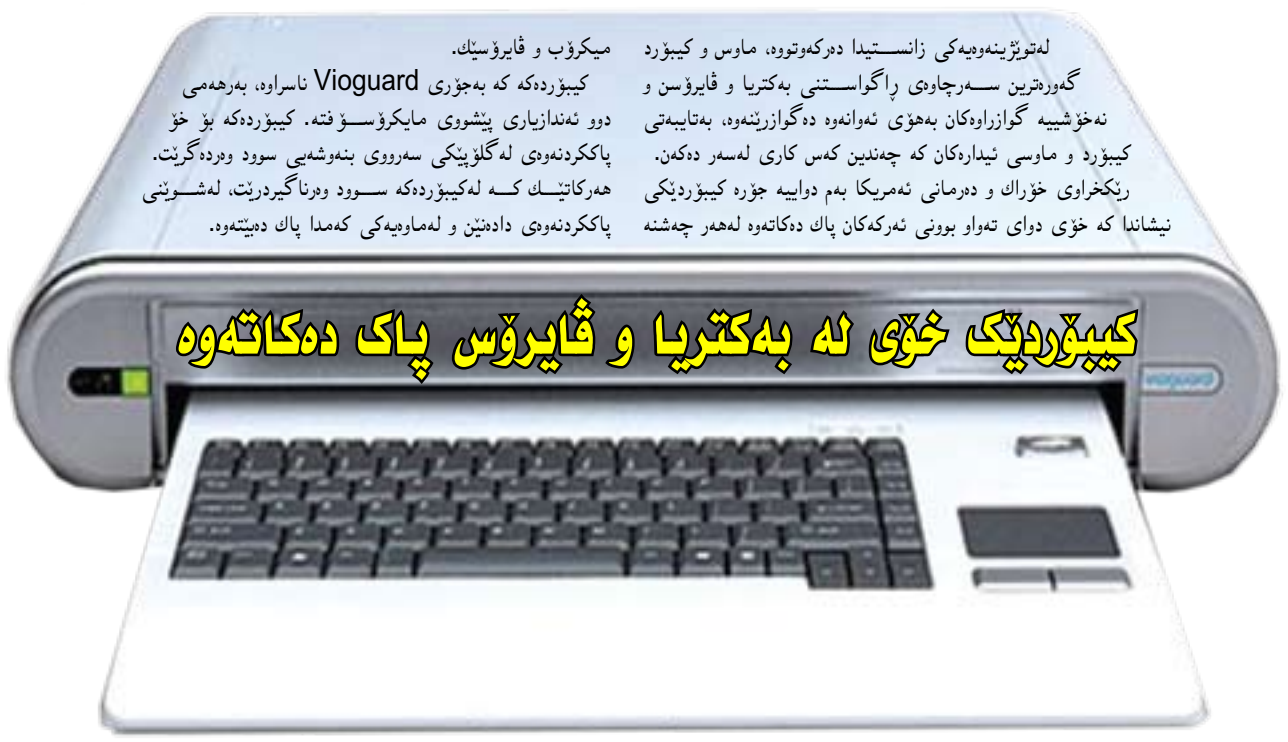 لەتوێژینەوەیەکی زانستیدا دەرکەوتووە، ماوس و کیبۆرد
گەورەترین سەرچاوەی ڕاگواستنی بەکتریا و ڤایرۆسن و
نەخۆشییە گوازراوەکان بەهۆی ئەوانەوە دەگوازرێنەوە، بەتایبەتی
کیبۆرد و ماوسی ئیدارەکان کە چەندین کەس کاری لەسەر دەکەن.
رێکخراوی خۆراك و دەرمانی ئەمریکا بەم دواییە جۆرە کیبۆردێکی
نیشاندا کە خۆی دوای تەواو بوونی ئەرکەکان پاك دەکاتەوە لەهەر چەشنە
میکرۆب و ڤایرۆسێك.
کیبۆردەکە کە بەجۆری Vioguard ناسراوە، بەرهەمی
دوو ئەندازیاری پێشووی مایکرۆسۆفتە. کیبۆردەکە بۆ خۆ
پاککردنەوەی لەگڵۆپێکی سەرووی بنەوشەیی سوود وەردەگرێت.
هەرکاتێك کە لەکیبۆردەکە سوود وەرناگیردرێت، لەشوێنی
پاککردنەوەی دادەنێن و لەماوەیەکی کەمدا پاك دەبێتەوە.
کیبۆردێک خۆی لە بەکتریا و ڤایرۆس پاک دەکاتەوە
vioguard